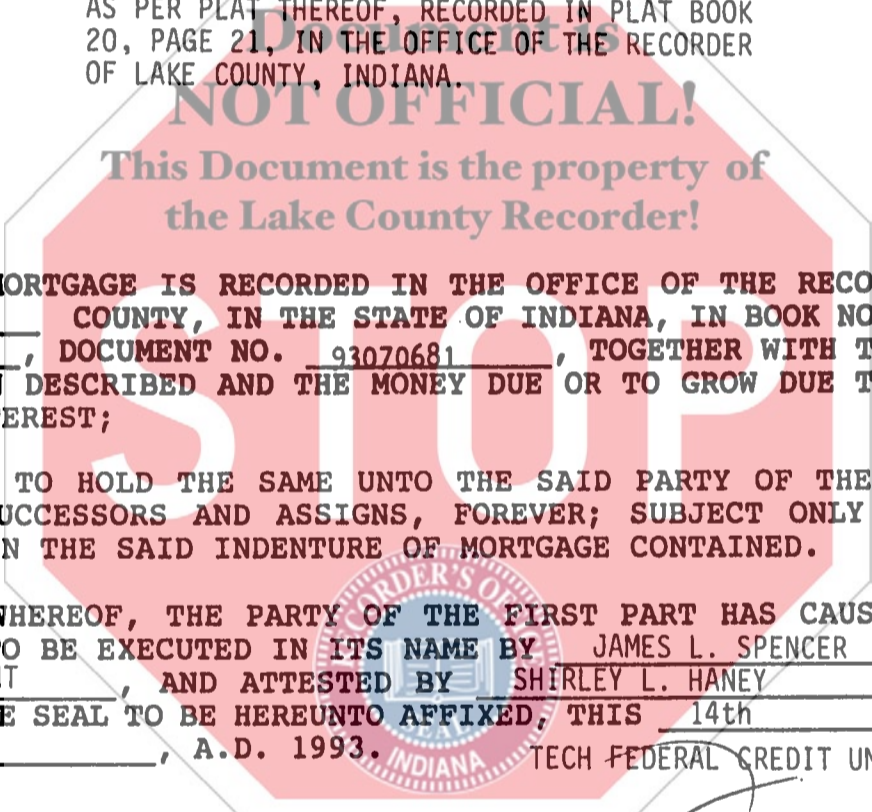 AS PER PLAT THEREOF, RECORDED IN PLAT BOOK
20, PAGE 21, IN THE OFFICE OF THE RECORDER
OF LAKE COUNTY, INDIANA.
Document is
NOT OFFICIAL!
This Document is the property of
the Lake County Recorder!
STOP
ORTGAGE IS RECORDED IN THE OFFICE OF THE RECO
COUNTY, IN THE STATE OF INDIANA, IN BOOK NO
, DOCUMENT NO. 93070681, TOGETHER WITH T
DESCRIBED AND THE MONEY DUE OR TO GROW DUE T
EREST;
TO HOLD THE SAME UNTO THE SAID PARTY OF THE
UCCESSORS AND ASSIGNS, FOREVER; SUBJECT ONLY
N THE SAID INDENTURE OF MORTGAGE CONTAINED.
WHEREOF, THE PARTY OF THE FIRST PART HAS CAUS
O BE EXECUTED IN ITS NAME BY JAMES L. SPENCER
T, AND ATTESTED BY SHIRLEY L. HANEY
E SEAL TO BE HEREUNTO AFFIXED, THIS 14th
, A.D. 1993.
TECH FEDERAL CREDIT UN
RECORDER'S OFFICE
SEAL
INDIANA